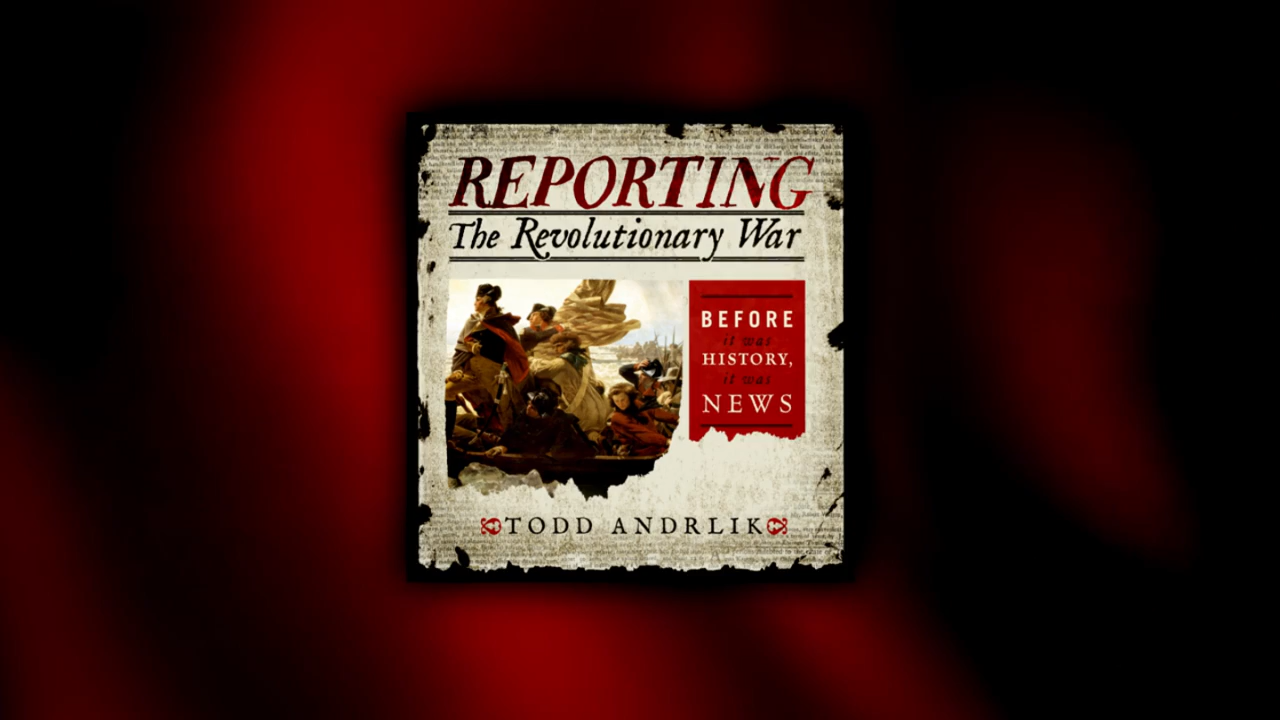 REPORTING
The Revolutionary War
BEFORE
it was
HISTORY,
it was
NEWS
TODD ANDRLIK